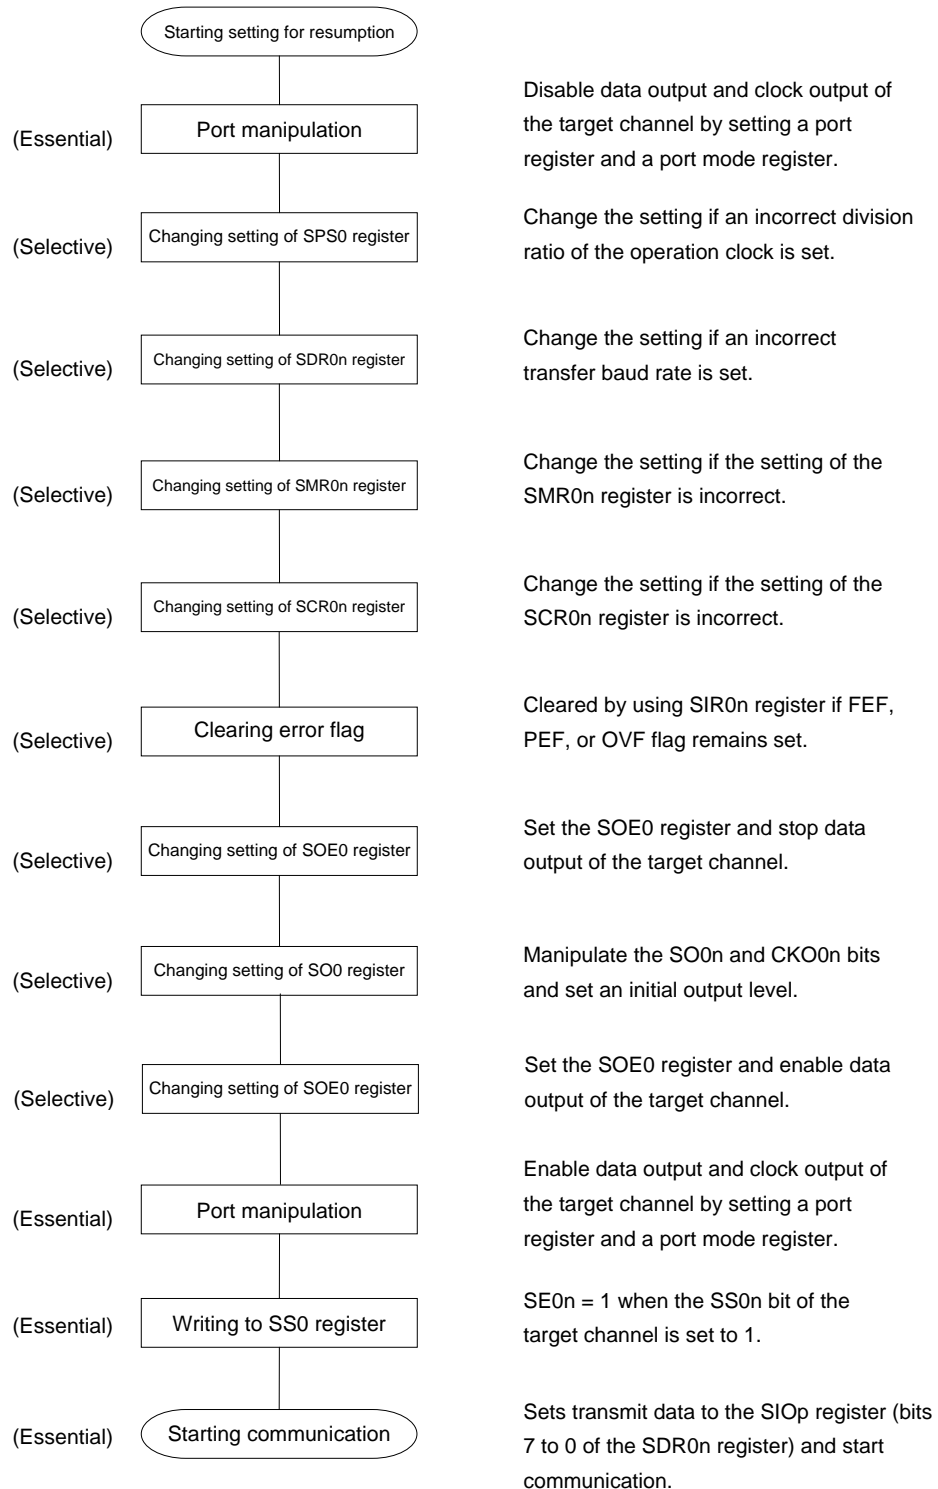 Starting setting for resumption
(Essential)
Port manipulation
Disable data output and clock output of
the target channel by setting a port
register and a port mode register.
(Selective)
Changing setting of SPS0 register
Change the setting if an incorrect division
ratio of the operation clock is set.
(Selective)
Changing setting of SDR0n register
Change the setting if an incorrect
transfer baud rate is set.
(Selective)
Changing setting of SMR0n register
Change the setting if the setting of the
SMR0n register is incorrect.
(Selective)
Changing setting of SCR0n register
Change the setting if the setting of the
SCR0n register is incorrect.
(Selective)
Clearing error flag
Cleared by using SIR0n register if FEF,
PEF, or OVF flag remains set.
(Selective)
Changing setting of SOE0 register
Set the SOE0 register and stop data
output of the target channel.
(Selective)
Changing setting of SO0 register
Manipulate the SO0n and CKO0n bits
and set an initial output level.
(Selective)
Changing setting of SOE0 register
Set the SOE0 register and enable data
output of the target channel.
(Essential)
Port manipulation
Enable data output and clock output of
the target channel by setting a port
register and a port mode register.
(Essential)
Writing to SS0 register
SE0n = 1 when the SS0n bit of the
target channel is set to 1.
(Essential)
Starting communication
Sets transmit data to the SIOp register (bits
7 to 0 of the SDR0n register) and start
communication.